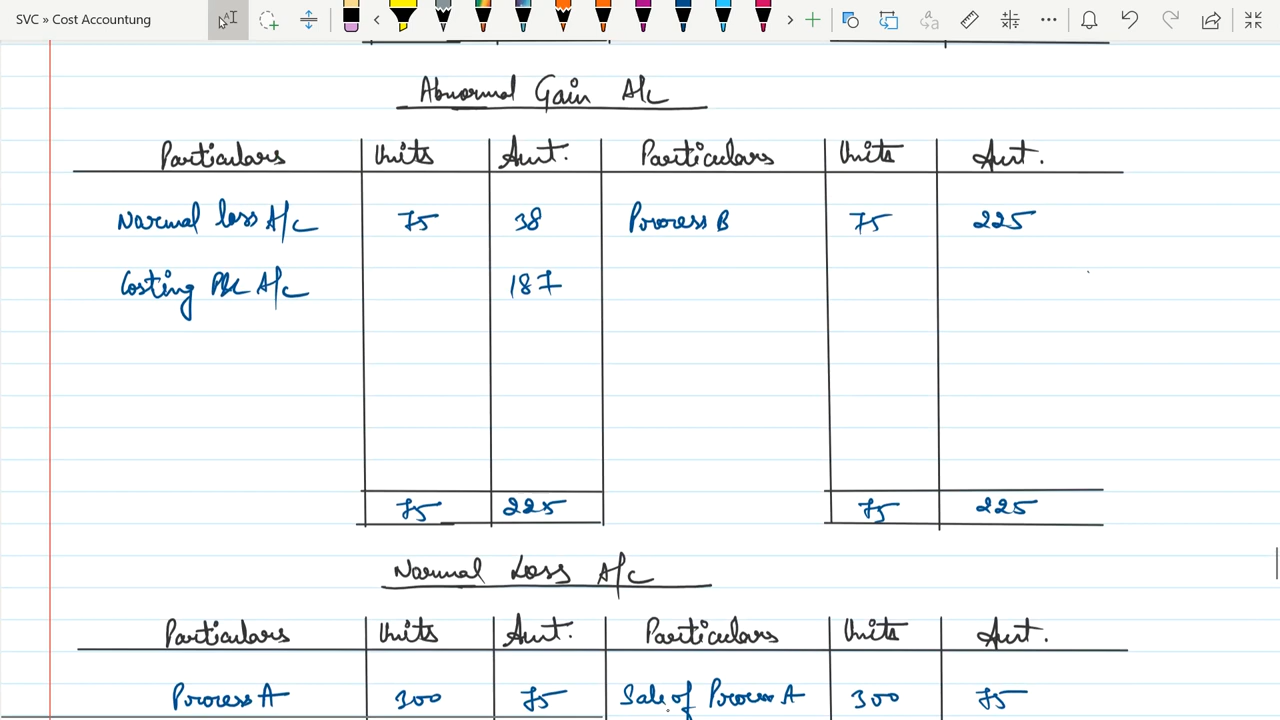 SVC » Cost Accountung
Abnormal Gain A/c
Particulars Units Amt. Particulars Units Amt.
Normal loss A/c 75 38 Process B 75 225
Costing P&L A/c 187
75 225 75 225
Normal Loss A/c
Particulars Units Amt. Particulars Units Amt.
Process A 300 75 Sale of Process A 300 75